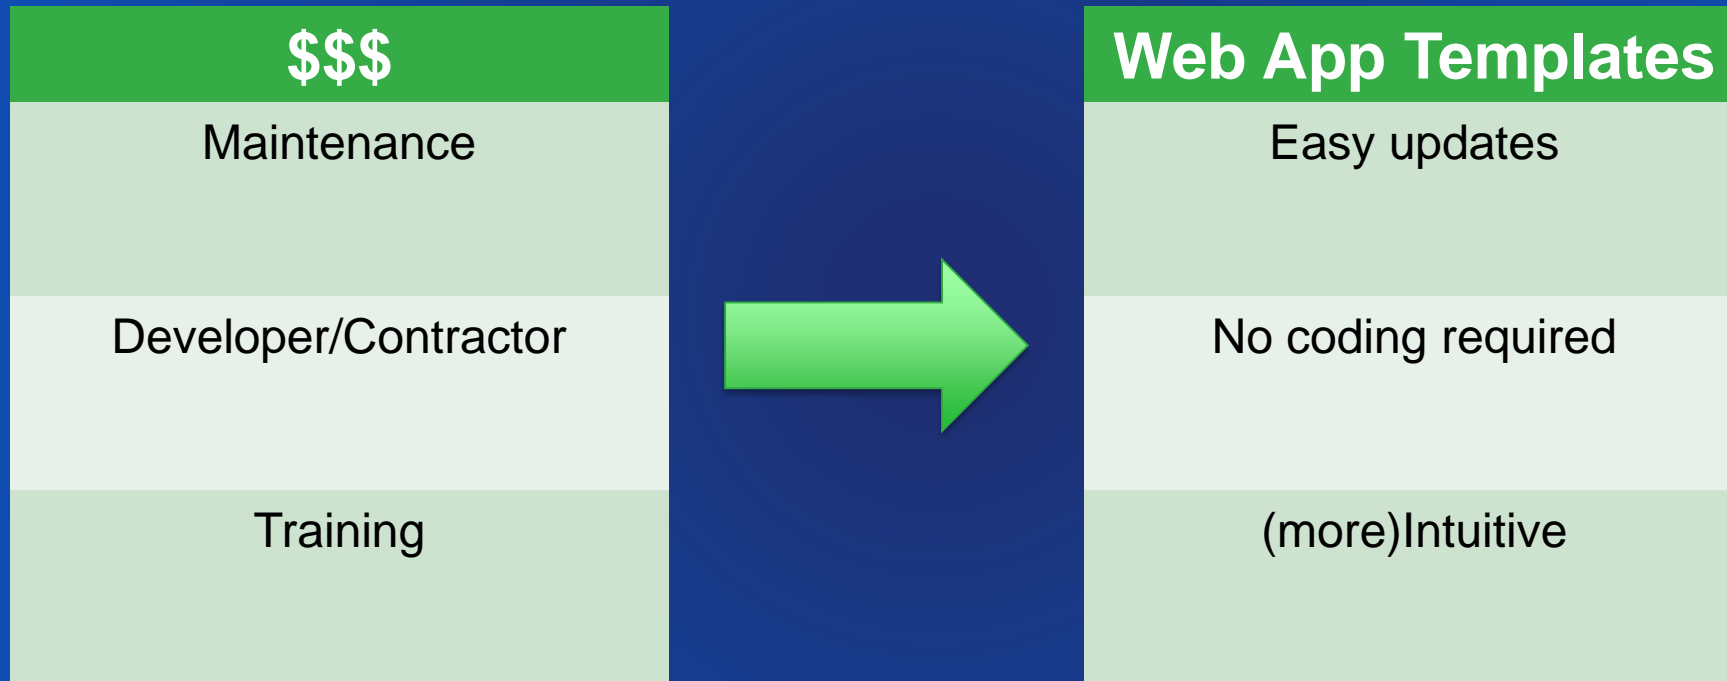 $$$
Maintenance
Developer/Contractor
Training
Web App Templates
Easy updates
No coding required
(more)Intuitive